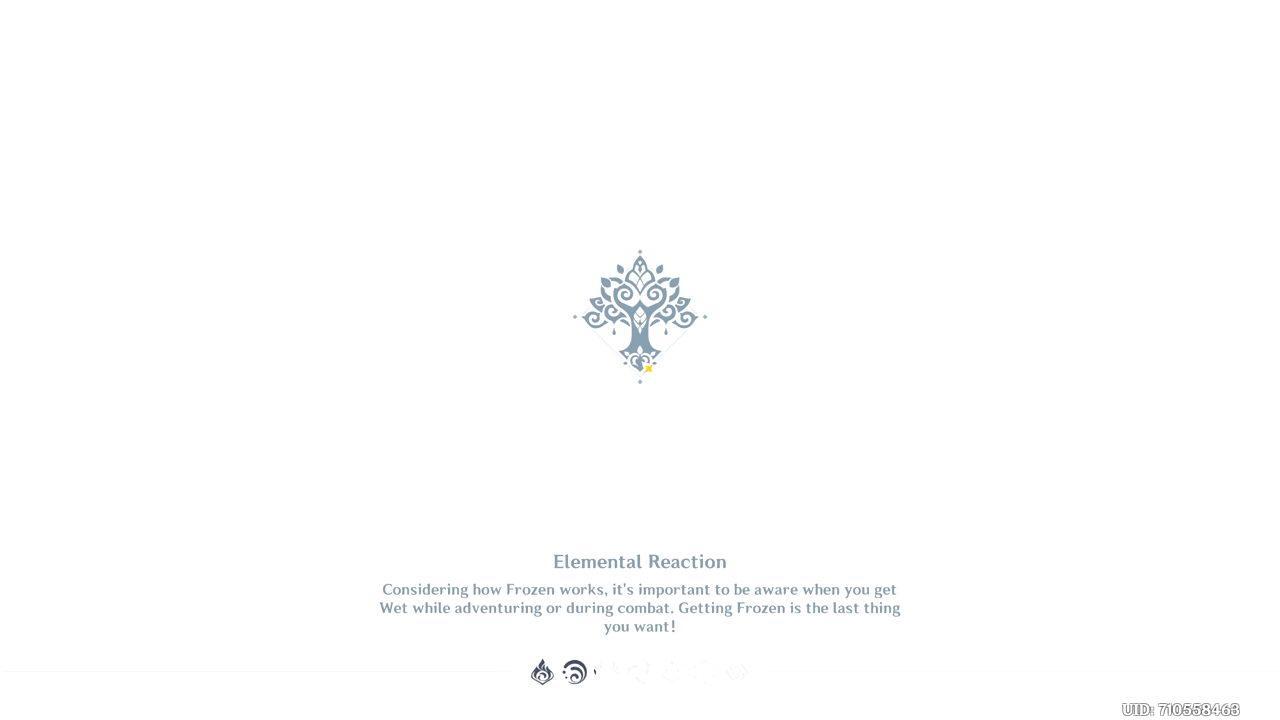 Elemental Reaction
Considering how Frozen works, it's important to be aware when you get
Wet while adventuring or during combat. Getting Frozen is the last thing
you want!
UID: 710558463